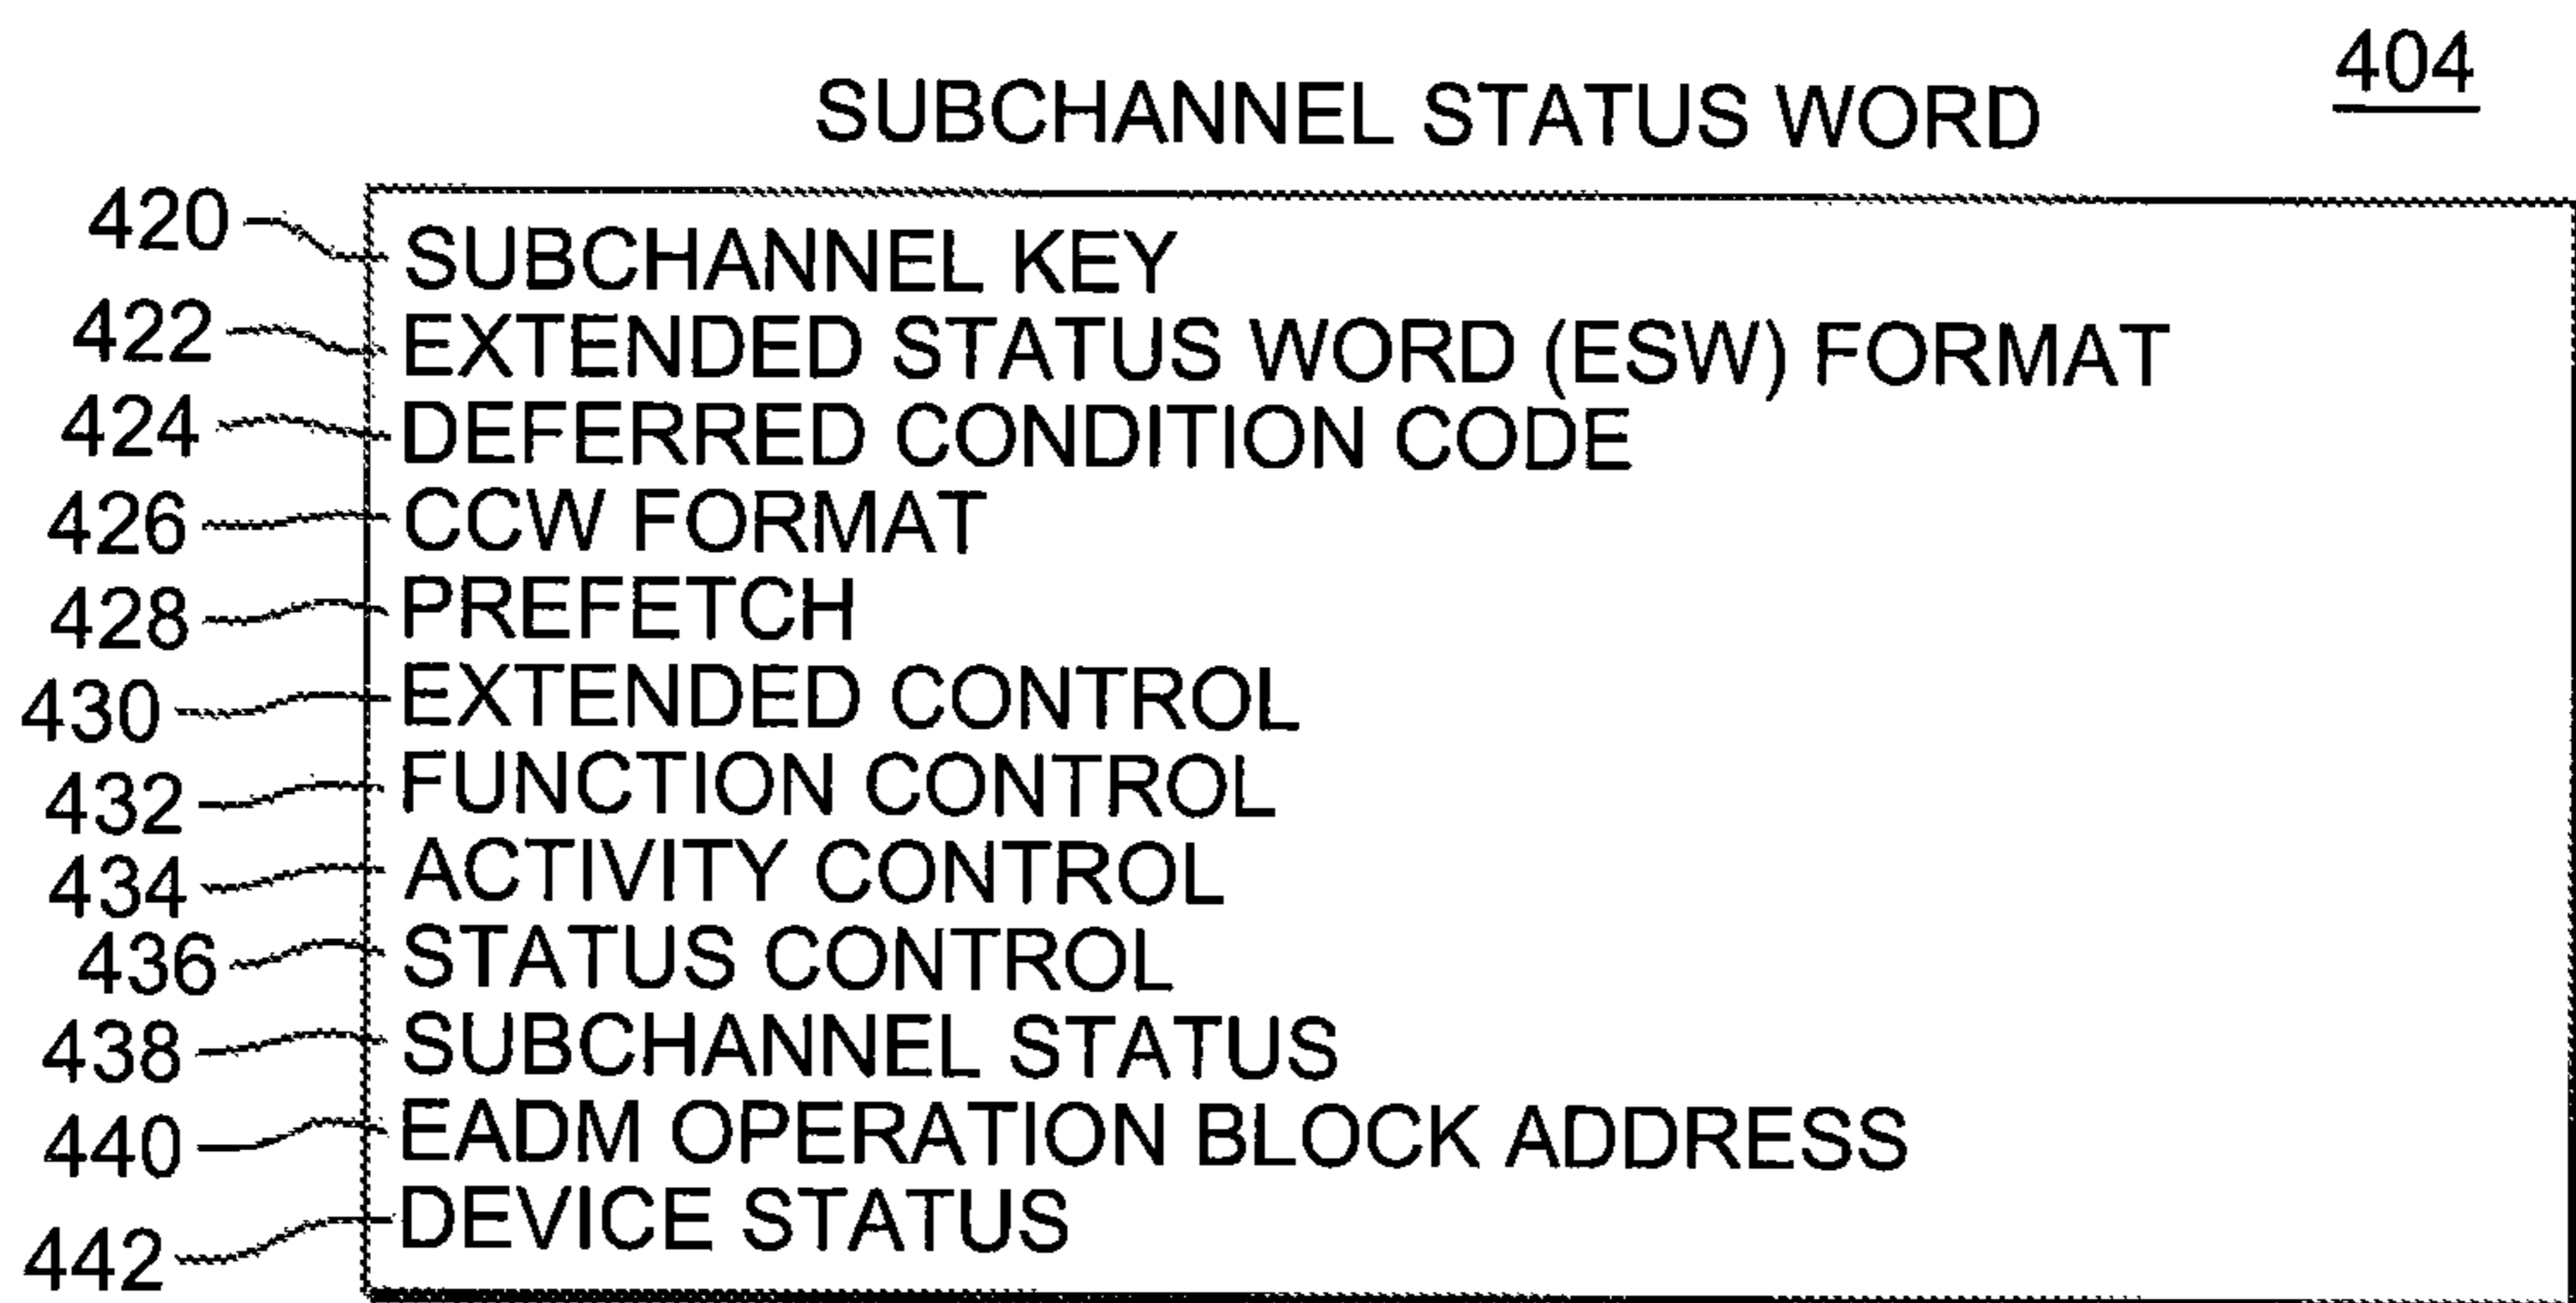 404
SUBCHANNEL STATUS WORD
420 SUBCHANNEL KEY
422 EXTENDED STATUS WORD (ESW) FORMAT
424 DEFERRED CONDITION CODE
426 CCW FORMAT
428 PREFETCH
430 EXTENDED CONTROL
432 FUNCTION CONTROL
434 ACTIVITY CONTROL
436 STATUS CONTROL
438 SUBCHANNEL STATUS
440 EADM OPERATION BLOCK ADDRESS
442 DEVICE STATUS